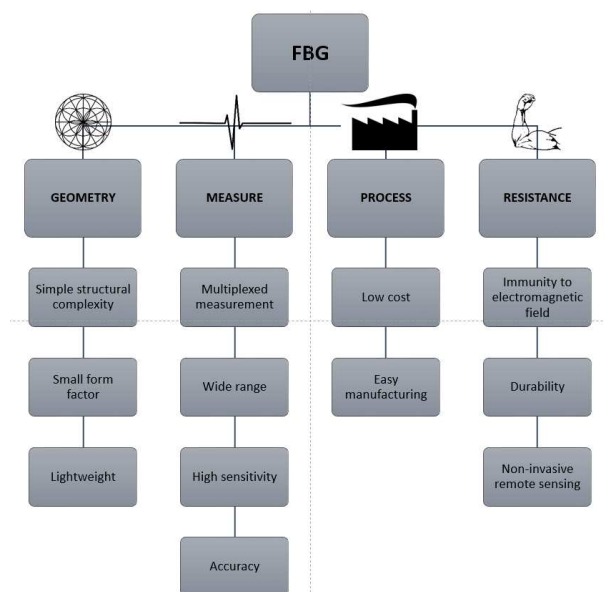 FBG
GEOMETRY
MEASURE
PROCESS
RESISTANCE
Simple structural
complexity
Multiplexed
measurement
Low cost
Immunity to
electromagnetic
field
Small form
factor
Wide range
Easy
manufacturing
Durability
Lightweight
High sensitivity
Non-invasive
remote sensing
Accuracy